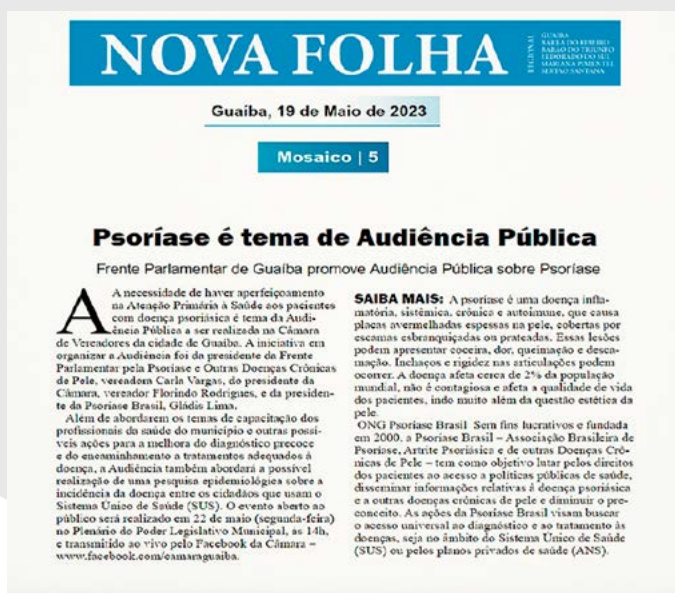 NOVA FOLHA
REGIONAL
GUAÍBA
BARRA DO RIBEIRO
BARÃO DO TRIUNFO
ELDORADO DO SUL
MARIANA PIMENTEL
SERTÃO SANTANA
Guaíba, 19 de Maio de 2023
Mosaico | 5
Psoríase é tema de Audiência Pública
Frente Parlamentar de Guaíba promove Audiência Pública sobre Psoríase
A A necessidade de haver aperfeiçoamento
na Atenção Primária à Saúde aos pacientes
com doença psoriásica é tema da Audi-
ência Pública a ser realizada na Câmara
de Vereadores da cidade de Guaíba. A iniciativa em
organizar a Audiência foi da presidente da Frente
Parlamentar pela Psoríase e Outras Doenças Crônicas
de Pele, vereadora Carla Vargas, do presidente da
Câmara, vereador Florindo Rodrigues, e da presiden-
te da Psoríase Brasil, Gládis Lima.
Além de abordarem os temas de capacitação dos
profissionais da saúde do município e outras possí-
veis ações para a melhora do diagnóstico precoce
e do encaminhamento a tratamentos adequados à
doença, a Audiência também abordará a possível
realização de uma pesquisa epidemiológica sobre a
incidência da doença entre os cidadãos que usam o
Sistema Único de Saúde (SUS). O evento aberto ao
público será realizado em 22 de maio (segunda-feira)
no Plenário do Poder Legislativo Municipal, às 14h,
e transmitido ao vivo pelo Facebook da Câmara –
www.facebook.com/camaraguaiba.
SAIBA MAIS: A psoríase é uma doença infla-
matória, sistêmica, crônica e autoimune, que causa
placas avermelhadas espessas na pele, cobertas por
escamas esbranquiçadas ou prateadas. Essas lesões
podem apresentar coceira, dor, queimação e desca-
mação. Inchaços e rigidez nas articulações podem
ocorrer. A doença afeta cerca de 2% da população
mundial, não é contagiosa e afeta a qualidade de vida
dos pacientes, indo muito além da questão estética da
pele.
ONG Psoríase Brasil Sem fins lucrativos e fundada
em 2000, a Psoríase Brasil – Associação Brasileira de
Psoríase, Artrite Psoriásica e de outras Doenças Crô-
nicas de Pele – tem como objetivo lutar pelos direitos
dos pacientes ao acesso a políticas públicas de saúde,
disseminar informações relativas à doença psoriásica
e a outras doenças crônicas de pele e diminuir o pre-
conceito. As ações da Psoríase Brasil visam buscar
o acesso universal ao diagnóstico e ao tratamento às
doenças, seja no âmbito do Sistema Único de Saúde
(SUS) ou pelos planos privados de saúde (ANS).